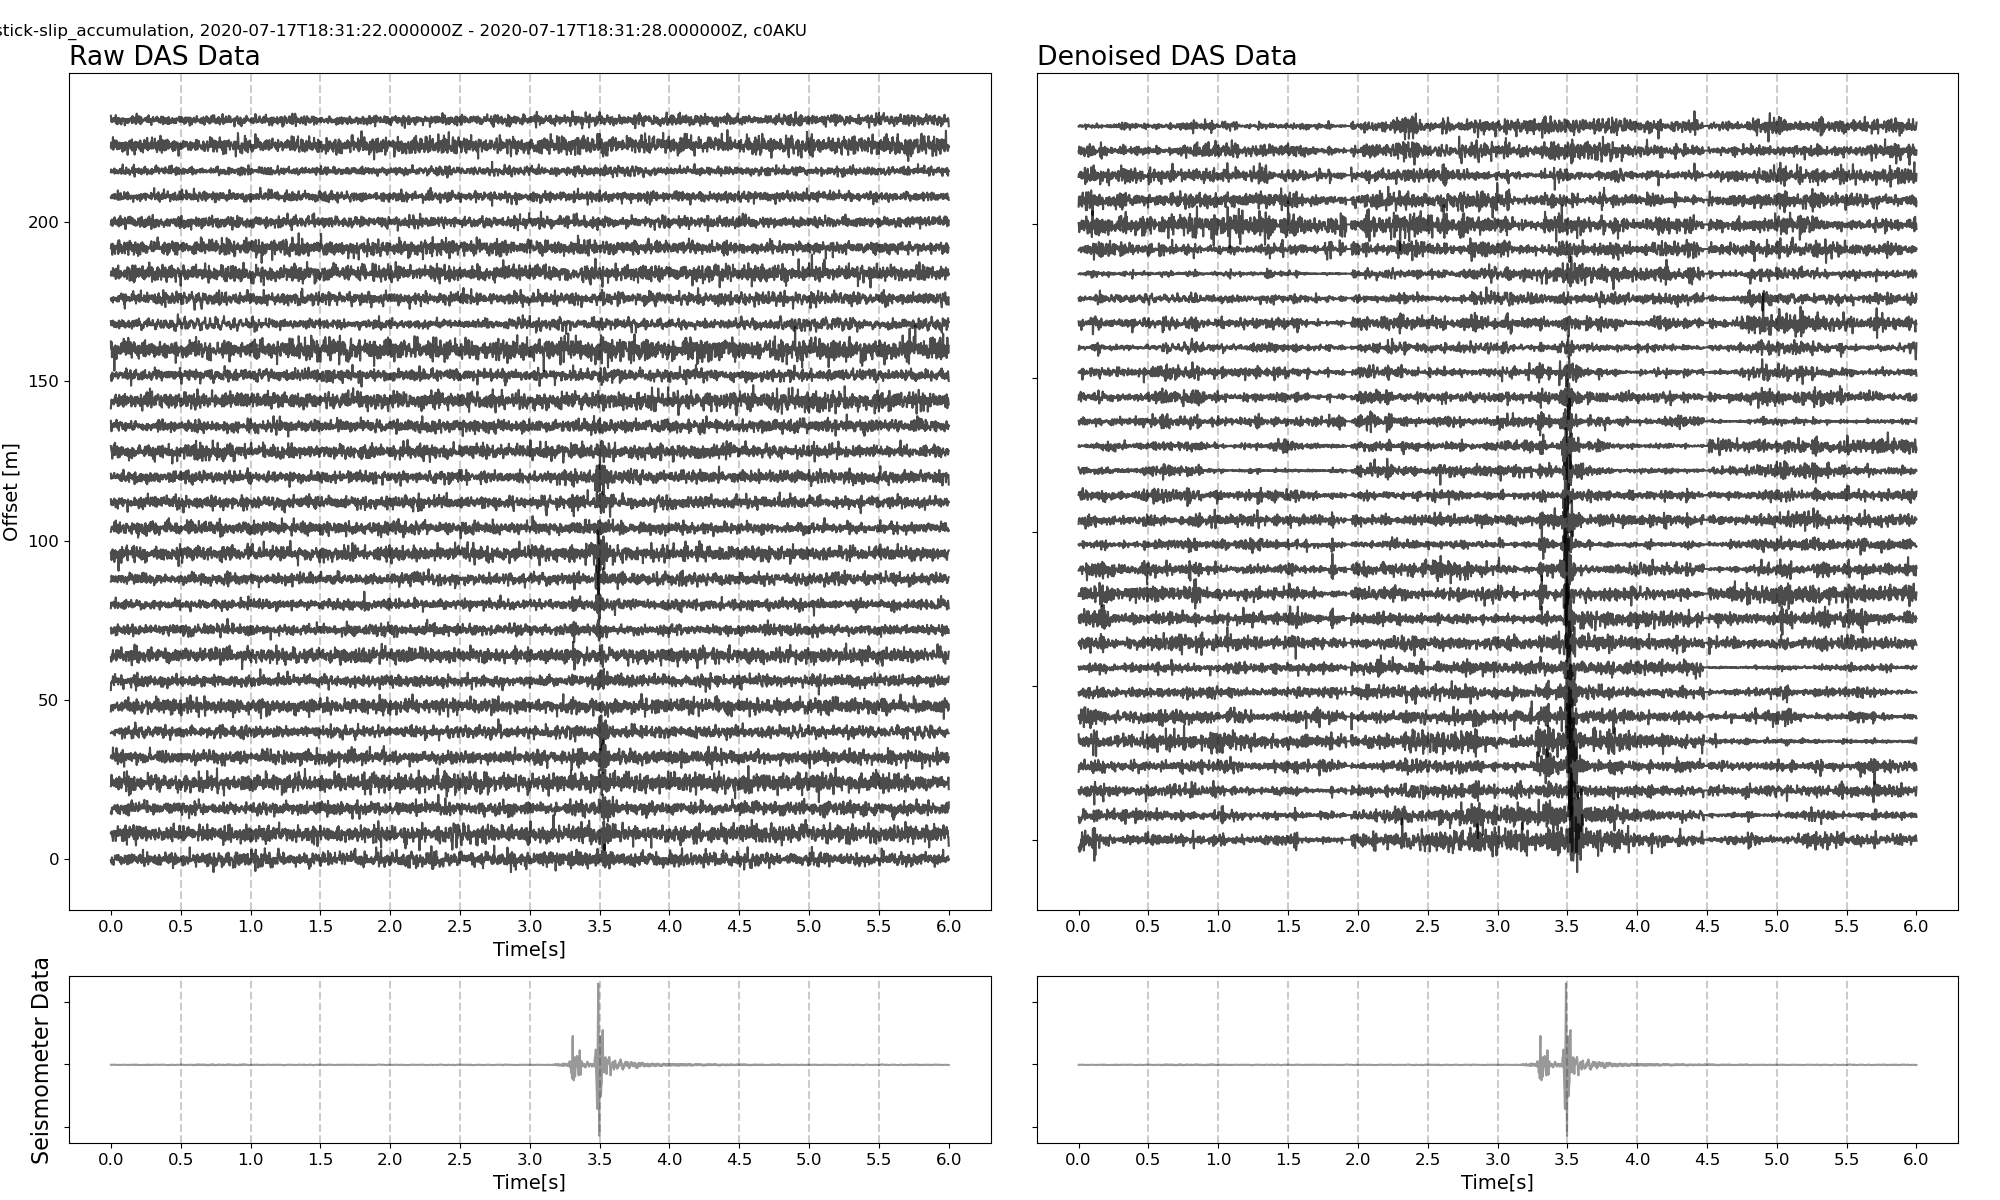 stick-slip_accumulation, 2020-07-17T18:31:22.000000Z - 2020-07-17T18:31:28.000000Z, c0AKU
Raw DAS Data
Denoised DAS Data
Offset [m]
200
150
100
50
0
0.0 0.5 1.0 1.5 2.0 2.5 3.0 3.5 4.0 4.5 5.0 5.5 6.0
Time[s]
0.0 0.5 1.0 1.5 2.0 2.5 3.0 3.5 4.0 4.5 5.0 5.5 6.0
Seismometer Data
0.0 0.5 1.0 1.5 2.0 2.5 3.0 3.5 4.0 4.5 5.0 5.5 6.0
Time[s]
0.0 0.5 1.0 1.5 2.0 2.5 3.0 3.5 4.0 4.5 5.0 5.5 6.0
Time[s]